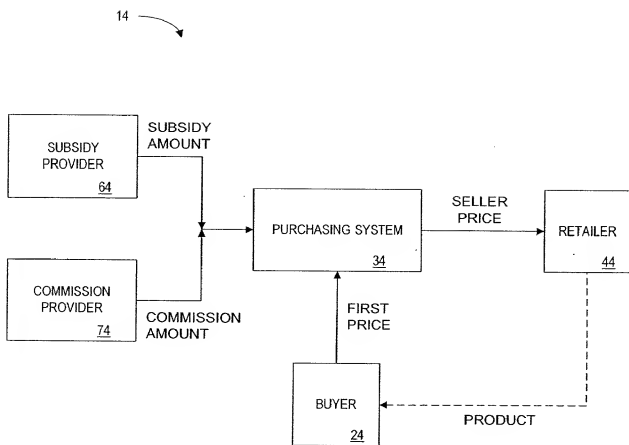 14
SUBSIDY
AMOUNT
SUBSIDY
PROVIDER
64
SELLER
PRICE
PURCHASING SYSTEM
34
RETAILER
44
COMMISSION
PROVIDER
74
COMMISSION
AMOUNT
FIRST
PRICE
BUYER
24
PRODUCT